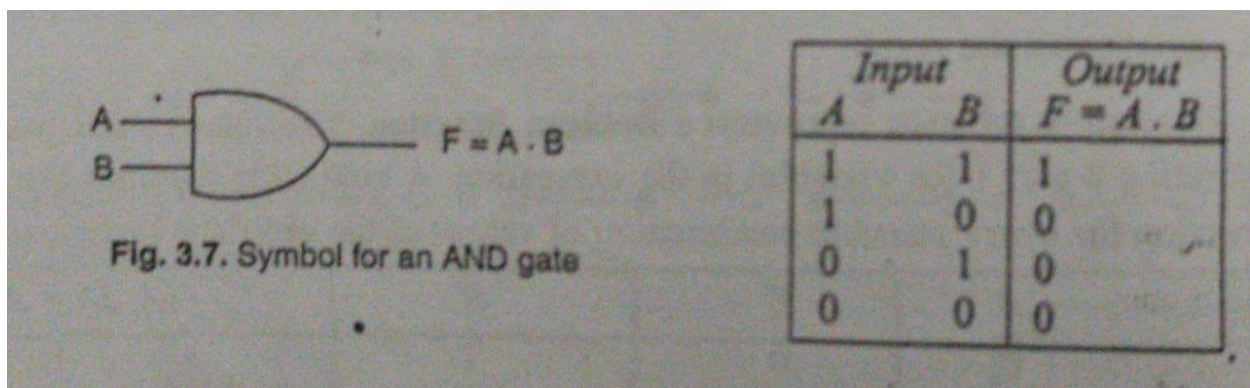 A
B
F = A . B
Fig. 3.7. Symbol for an AND gate
Input Output
A B F = A . B
1 1 1
1 0 0
0 1 0
0 0 0